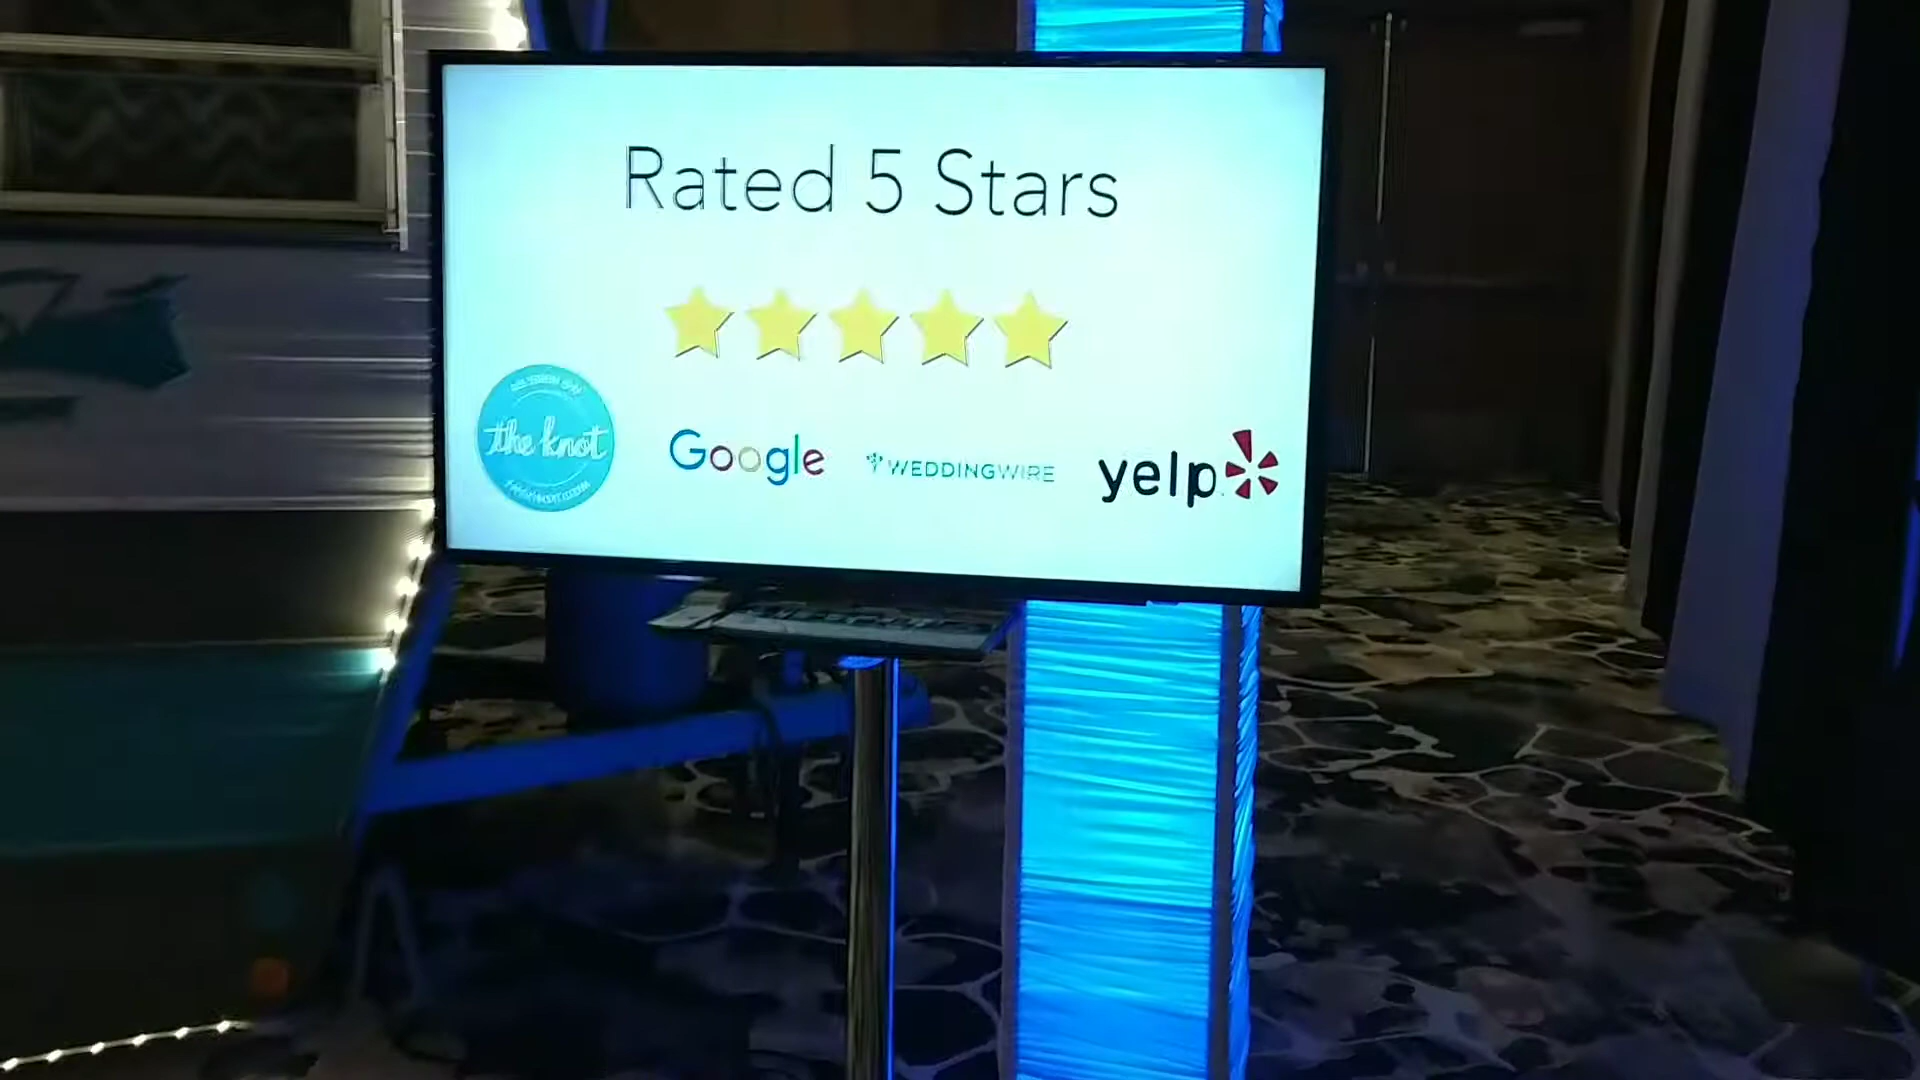 Rated 5 Stars
the knot
Google
WEDDINGWIRE
yelp